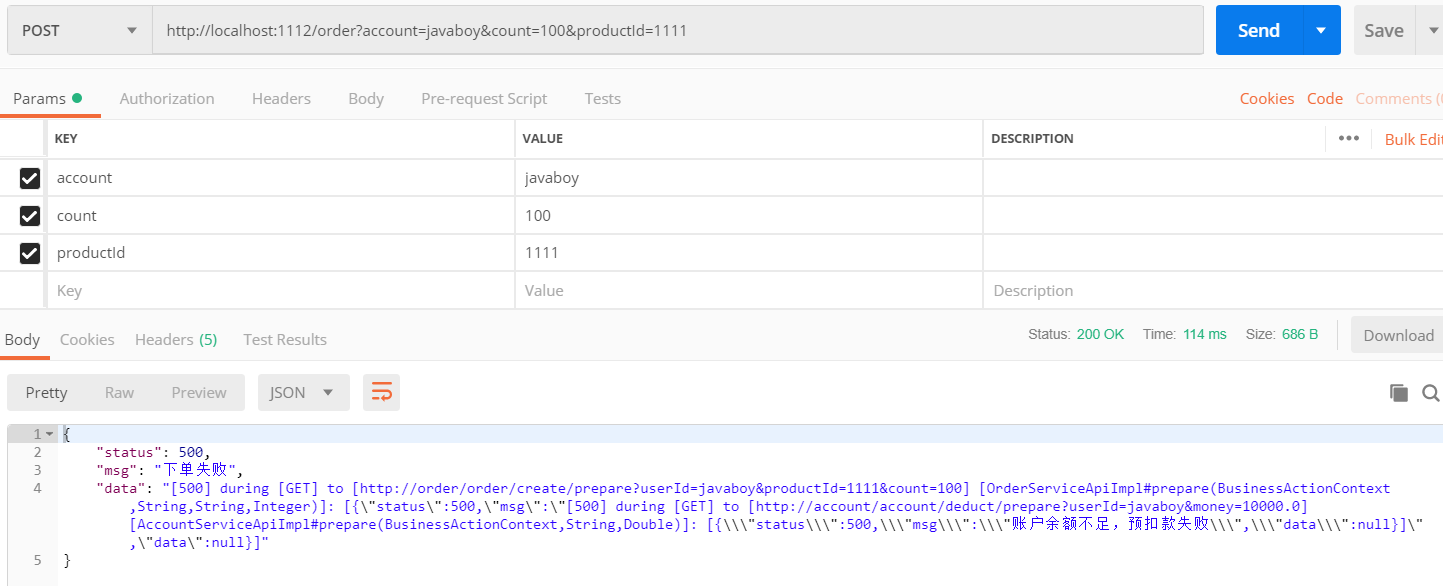 POST http://localhost:1112/order?account=javaboy&count=100&productId=1111 Send Save
Params Authorization Headers Body Pre-request Script Tests Cookies Code Comments (0
KEY VALUE DESCRIPTION ••• Bulk Edit
account javaboy
count 100
productId 1111
Key Value Description
Body Cookies Headers (5) Test Results Status: 200 OK Time: 114 ms Size: 686 B Download
Pretty Raw Preview JSON
1 {
2 "status": 500,
3 "msg": "下单失败",
4 "data": "[500] during [GET] to [http://order/order/create/prepare?userId=javaboy&productId=1111&count=100] [OrderServiceApiImpl#prepare(BusinessActionContext
,String,String,Integer)]: [{\"status\":500,\"msg\":\"[500] during [GET] to [http://account/account/deduct/prepare?userId=javaboy&money=10000.0]
[AccountServiceApiImpl#prepare(BusinessActionContext,String,Double)]: [{\\\"status\\\":500,\\\"msg\\\":\\\"账户余额不足，预扣款失败\\\",\\\"data\\\":null}]\"
,\"data\":null}]"
5 }